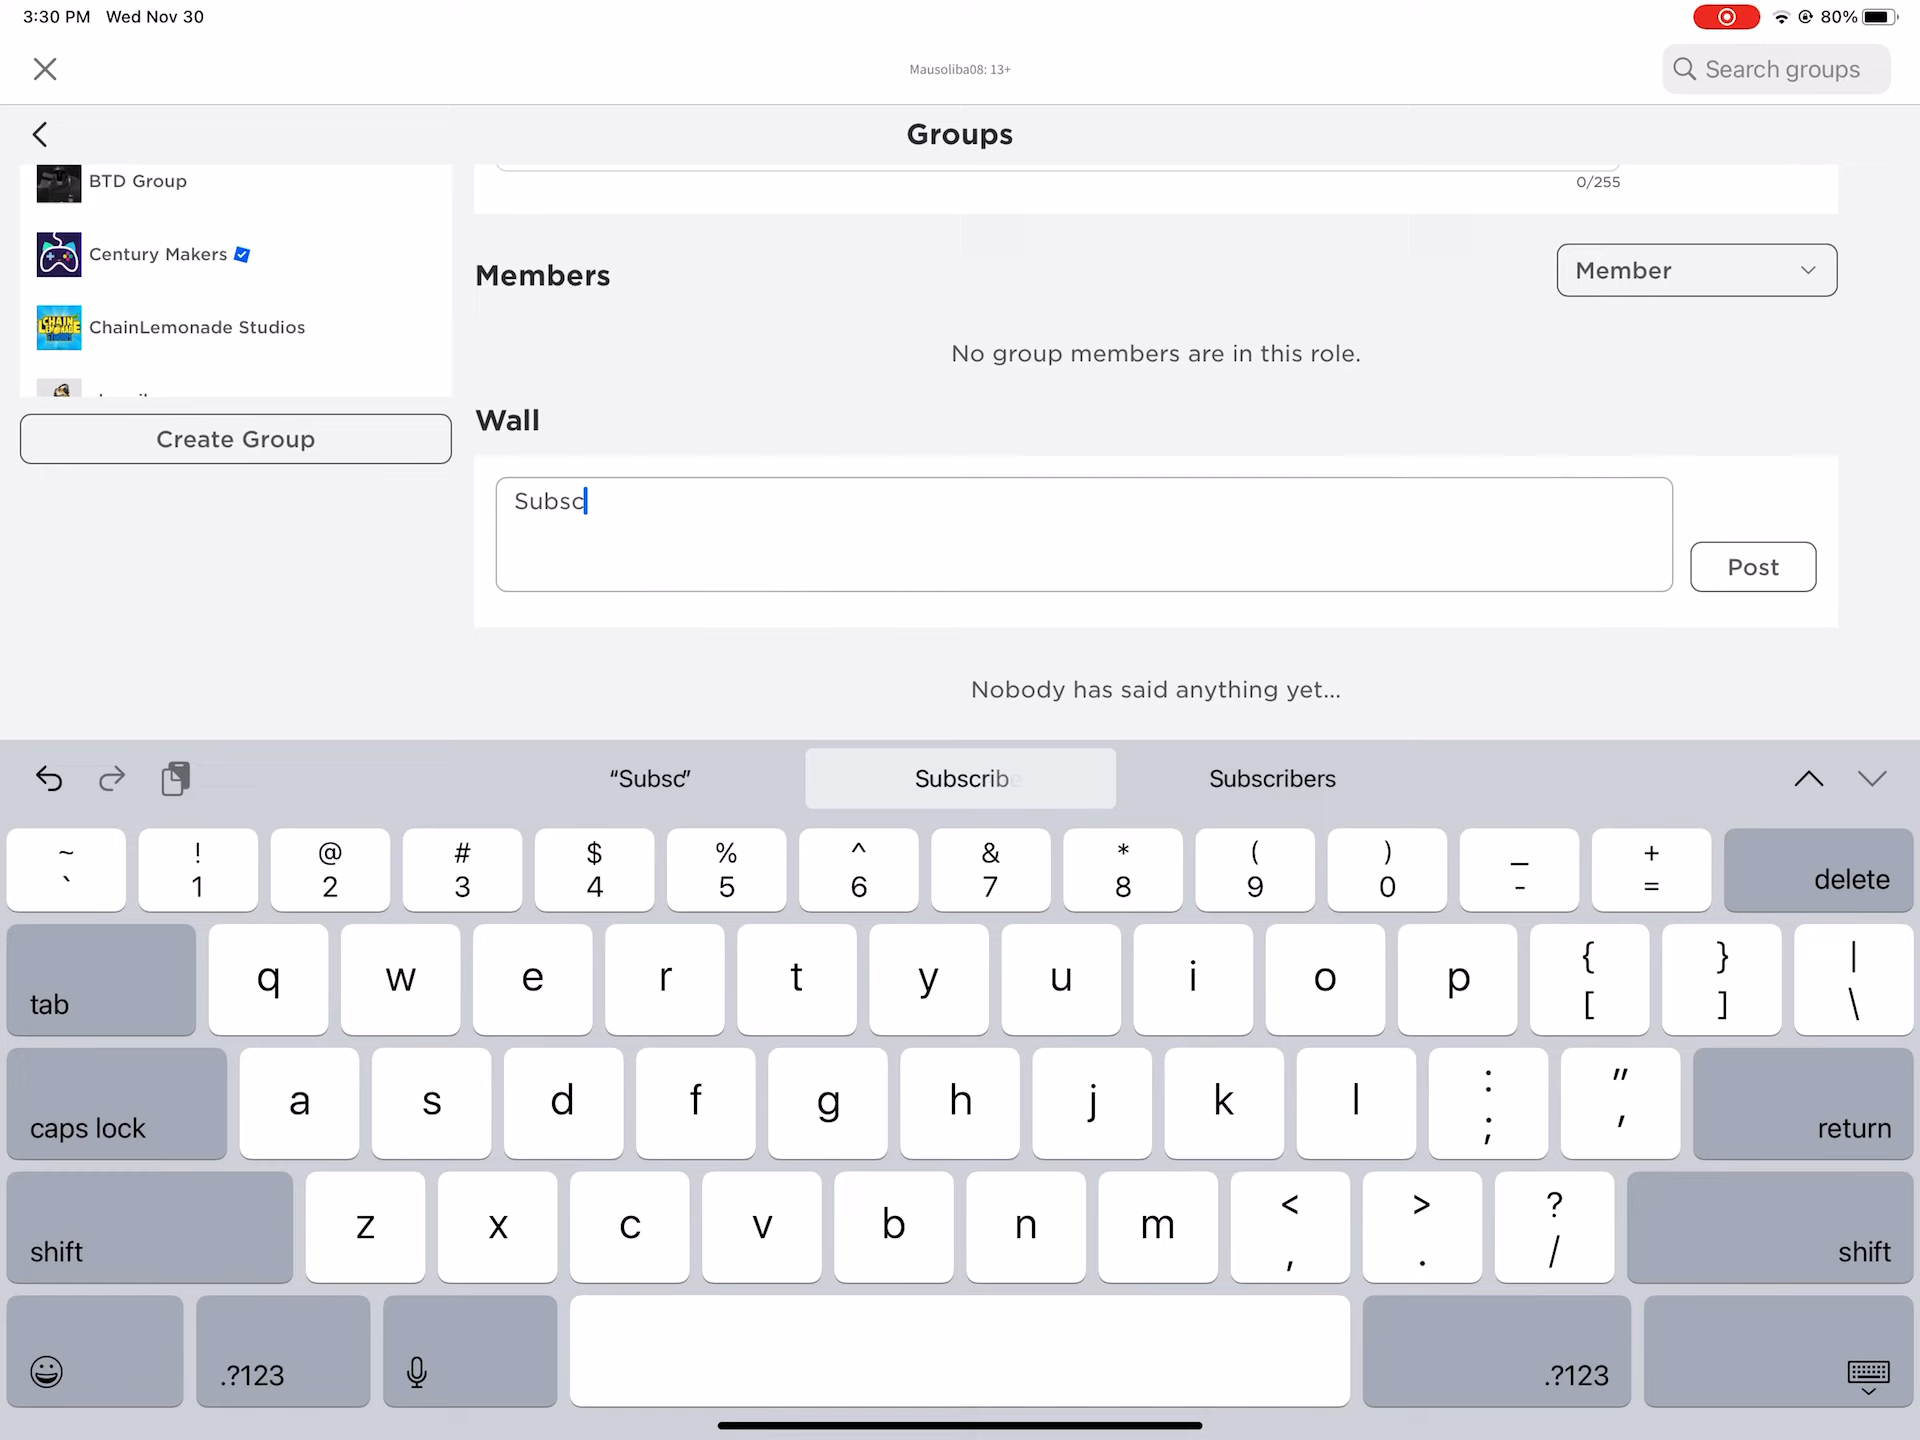 3:30 PM Wed Nov 30
80%
Mausoliba08: 13+
Search groups
Groups
BTD Group
0/255
Century Makers
Members
Member
ChainLemonade Studios
No group members are in this role.
Wall
Create Group
Subsc
Post
Nobody has said anything yet...
“Subsc” Subscribe Subscribers
~ ! @ # $ % ^ & * ( ) _ +
` 1 2 3 4 5 6 7 8 9 0 - = delete
tab q w e r t y u i o p { [ } ] | \
caps lock a s d f g h j k l : ; " ' return
shift z x c v b n m < , > . ? / shift
.?123 .?123